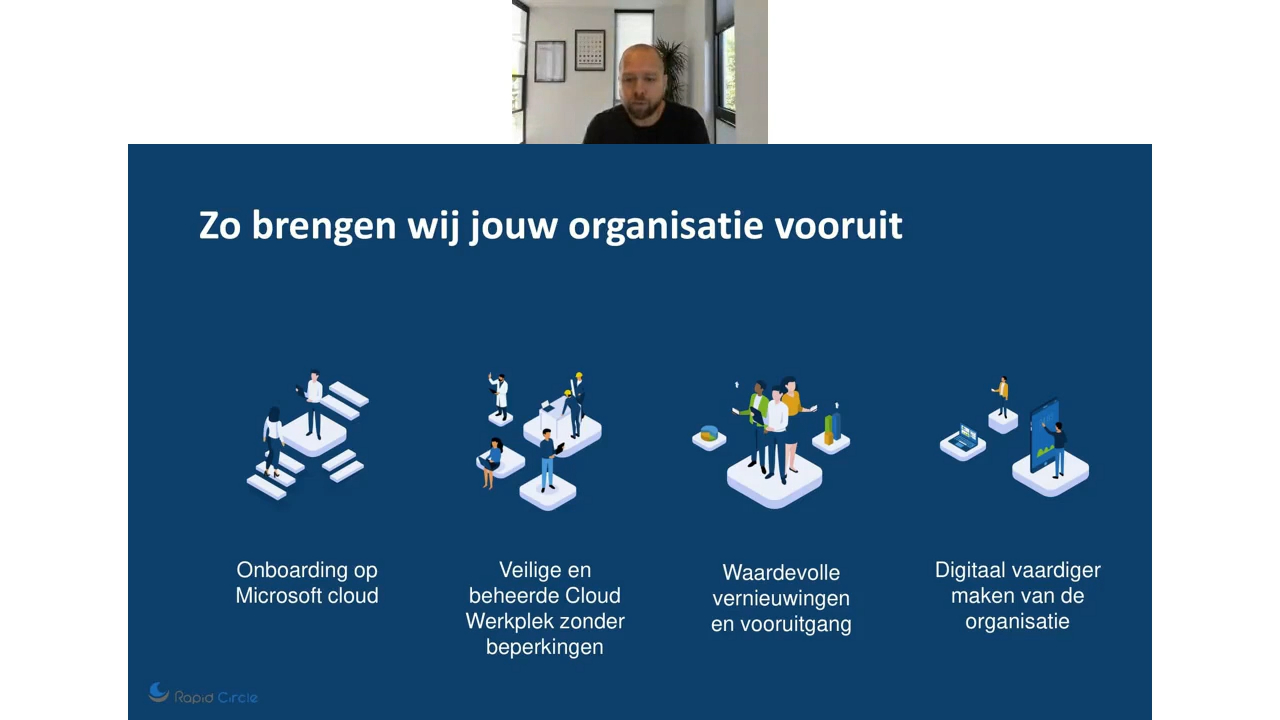 Zo brengen wij jouw organisatie vooruit
Onboarding op
Microsoft cloud
Veilige en
beheerde Cloud
Werkplek zonder
beperkingen
Waardevolle
vernieuwingen
en vooruitgang
Digitaal vaardiger
maken van de
organisatie
Rapid Circle